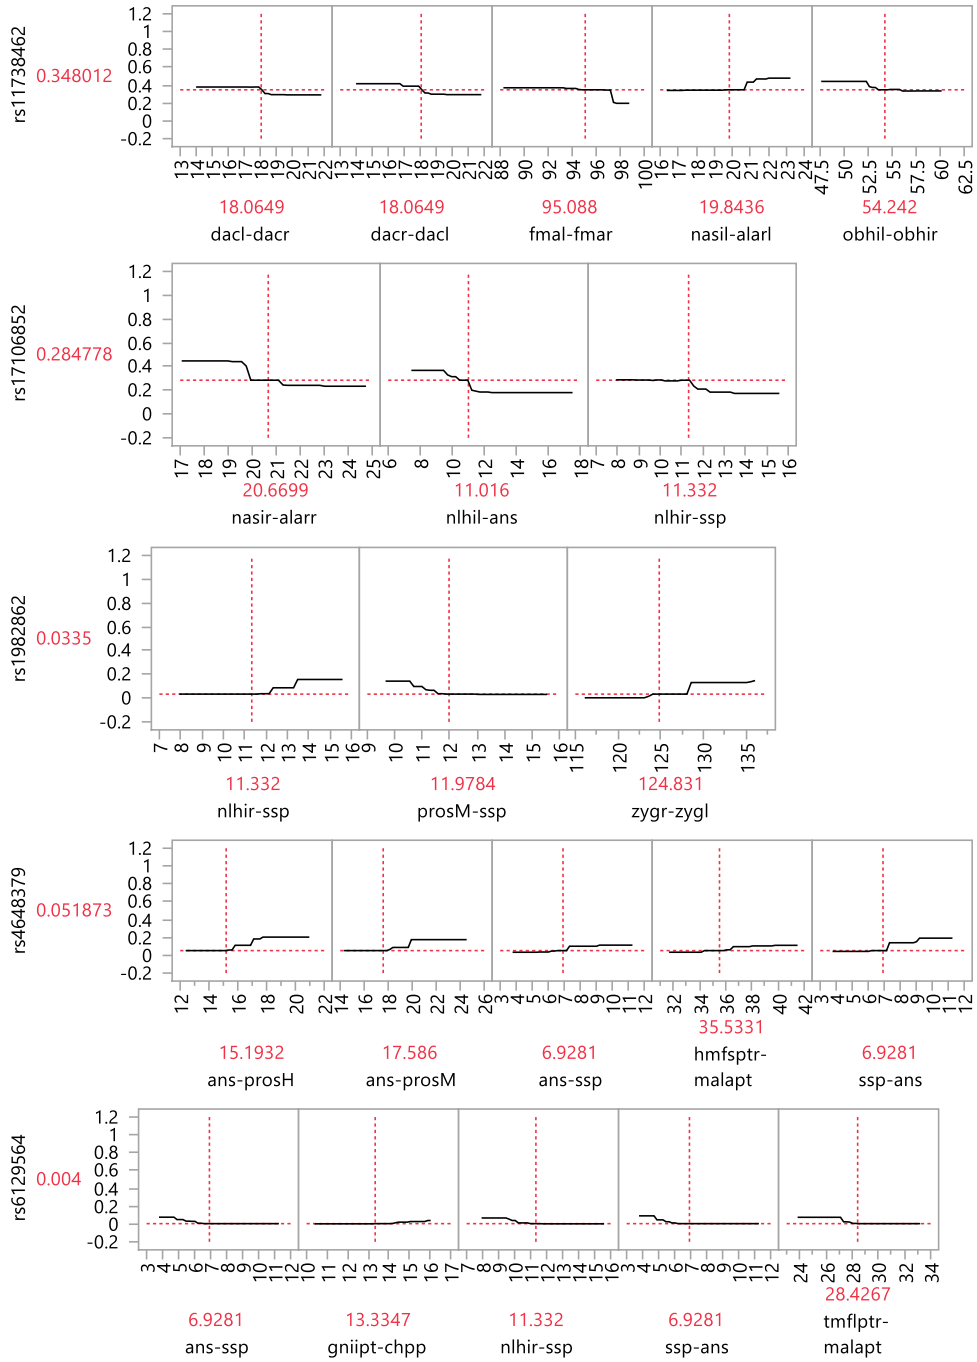 rs11738462
0.348012
1.2
1
0.8
0.6
0.4
0.2
0
-0.2
13 14 15 16 17 18 19 20 21 22 13 14 15 16 17 18 19 20 21 22 88 90 92 94 96 98 100 16 17 18 19 20 21 22 23 24 47.5 50 52.5 55 57.5 60 62.5
18.0649 18.0649 95.088 19.8436 54.242
dacl-dacr dacr-dacl fmal-fmar nasil-alarl obhil-obhir
rs17106852
0.284778
1.2
1
0.8
0.6
0.4
0.2
0
-0.2
17 18 19 20 21 22 23 24 25 6 8 10 12 14 16 18 7 8 9 10 11 12 13 14 15 16
20.6699 11.016 11.332
nasir-alarr nlhil-ans nlhir-ssp
rs1982862
0.0335
1.2
1
0.8
0.6
0.4
0.2
0
-0.2
7 8 9 10 11 12 13 14 15 16 9 10 11 12 13 14 15 16 115 120 125 130 135
11.332 11.9784 124.831
nlhir-ssp prosM-ssp zygr-zygl
rs4648379
0.051873
1.2
1
0.8
0.6
0.4
0.2
0
-0.2
12 14 16 18 20 22 14 16 18 20 22 24 26 3 4 5 6 7 8 9 10 11 12 32 34 36 38 40 42 3 4 5 6 7 8 9 10 11 12
15.1932 17.586 6.9281 35.5331 6.9281
ans-prosH ans-prosM ans-ssp hmfsptr- ssp-ans
malapt
rs6129564
0.004
1.2
1
0.8
0.6
0.4
0.2
0
-0.2
3 4 5 6 7 8 9 10 11 12 10 11 12 13 14 15 16 17 7 8 9 10 11 12 13 14 15 16 3 4 5 6 7 8 9 10 11 12 24 26 28 30 32 34
6.9281 13.3347 11.332 6.9281 28.4267
ans-ssp gniipt-chpp nlhir-ssp ssp-ans tmflptr-
malapt